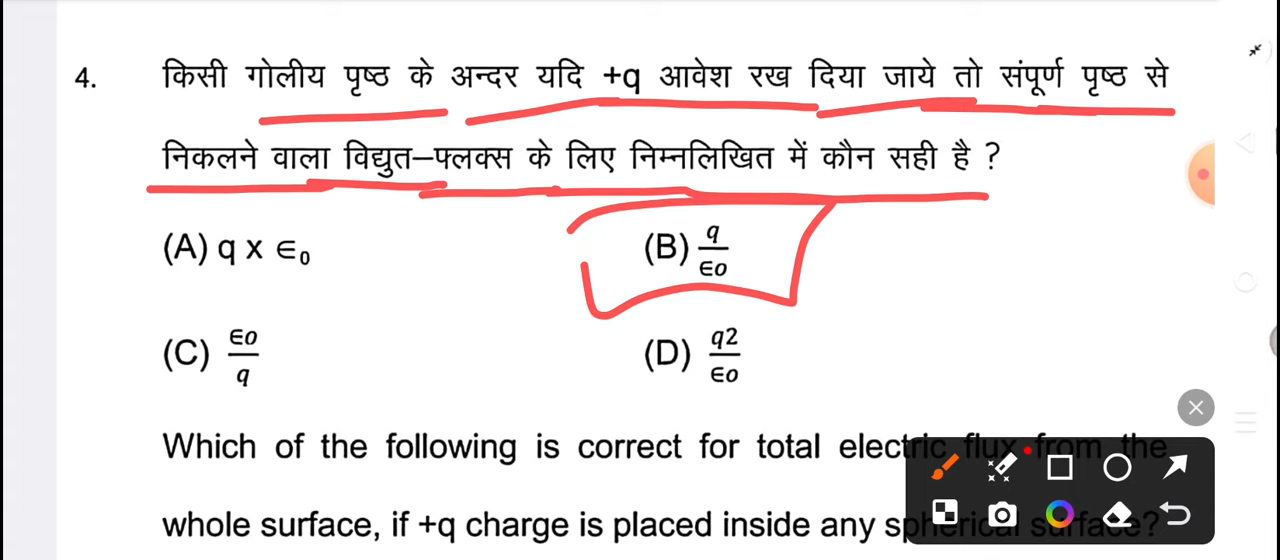 4. किसी गोलीय पृष्ठ के अन्दर यदि +q आवेश रख दिया जाये तो संपूर्ण पृष्ठ से
निकलने वाला विद्युत–फ्लक्स के लिए निम्नलिखित में कौन सही है ?
(A) q x ∈₀ (B) q/∈o
(C) ∈o/q (D) q2/∈o
Which of the following is correct for total electric flux from the
whole surface, if +q charge is placed inside any spherical surface?